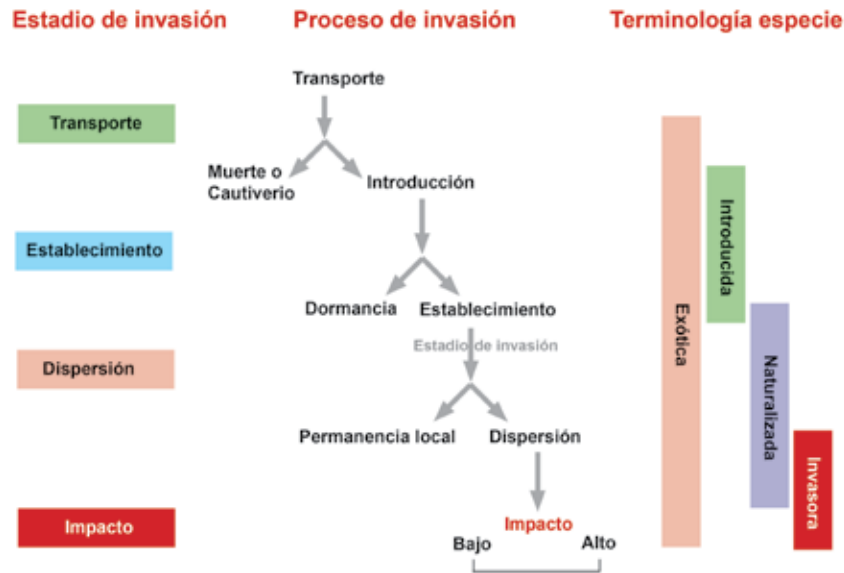 Estadio de invasión
Proceso de invasión
Terminología especie
Transporte
Transporte
Muerte o
Cautiverio
Introducción
Introducida
Establecimiento
Dormancia
Establecimiento
Exótica
Estadio de invasión
Dispersión
Naturalizada
Permanencia local
Dispersión
Invasora
Impacto
Impacto
Bajo
Alto